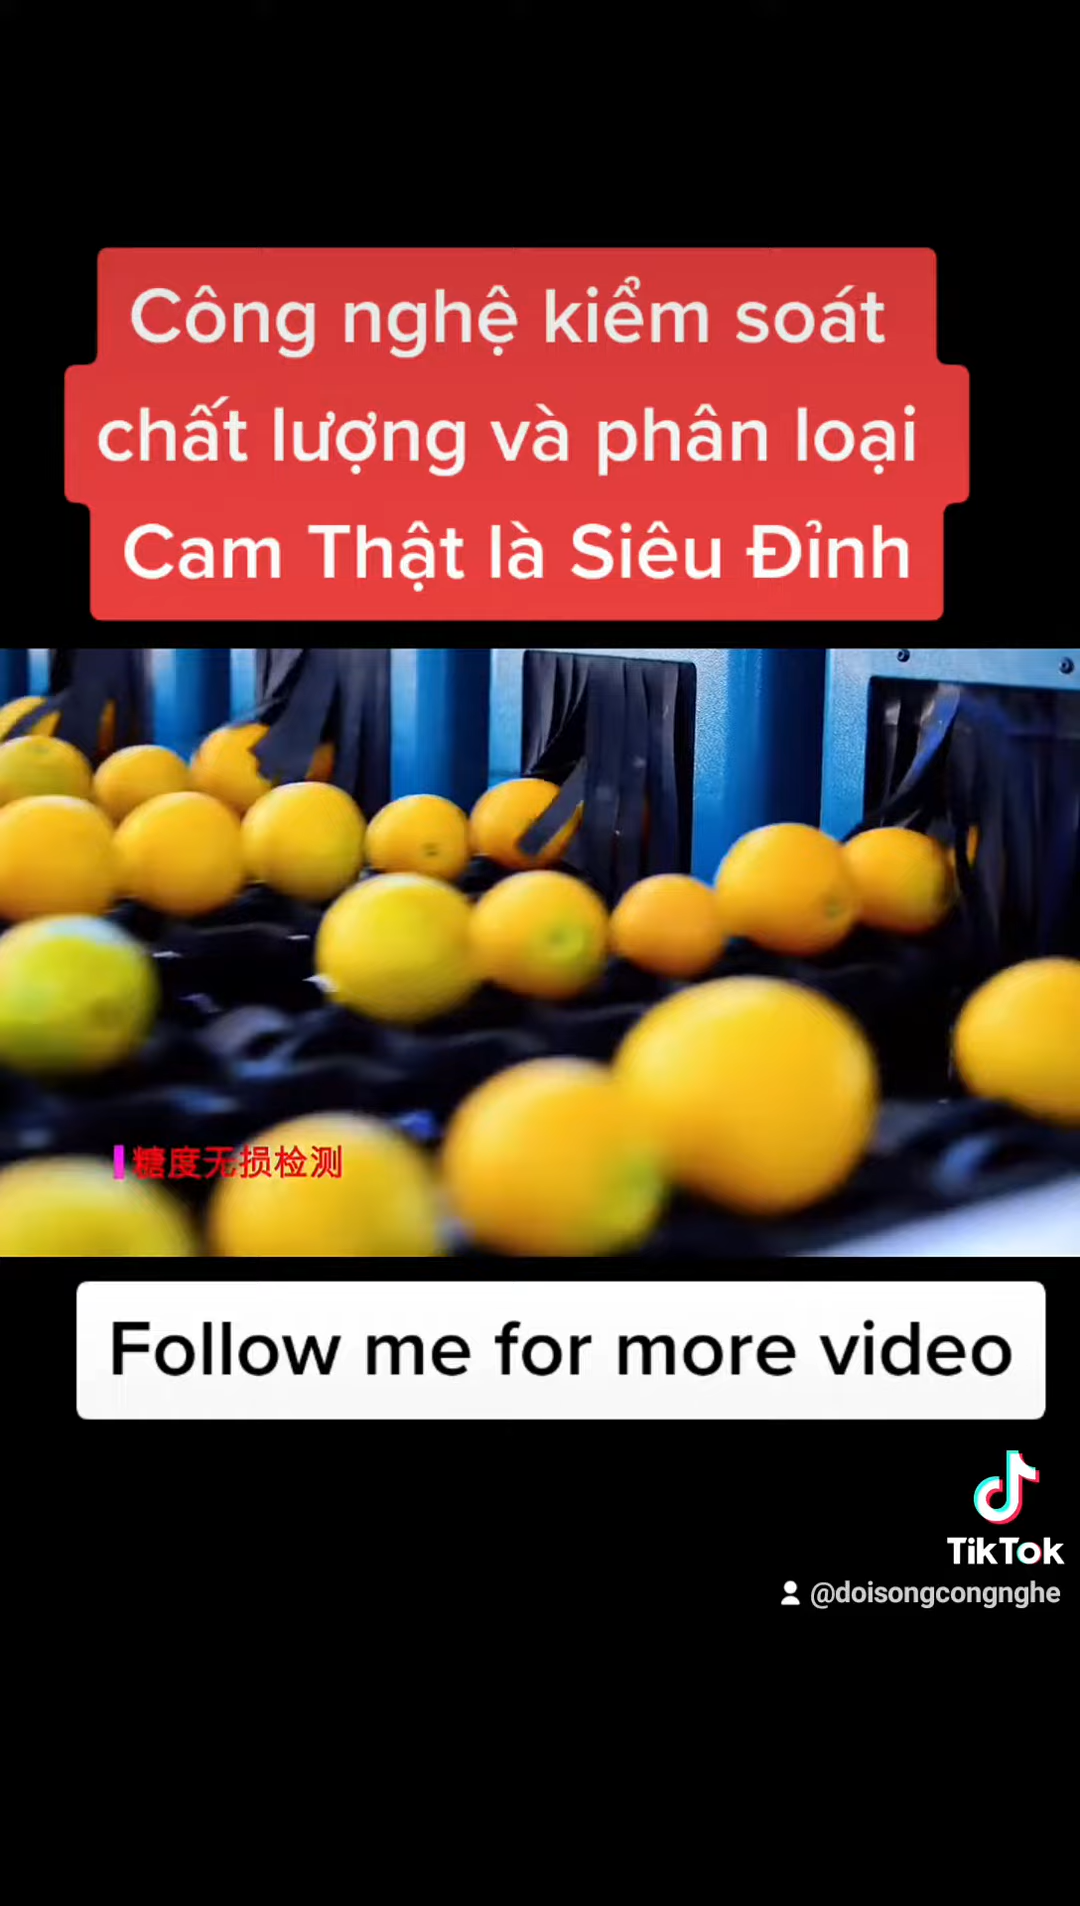 Công nghệ kiểm soát
chất lượng và phân loại
Cam Thật là Siêu Đỉnh
糖度无损检测
Follow me for more video
TikTok
@doisongcongnghe